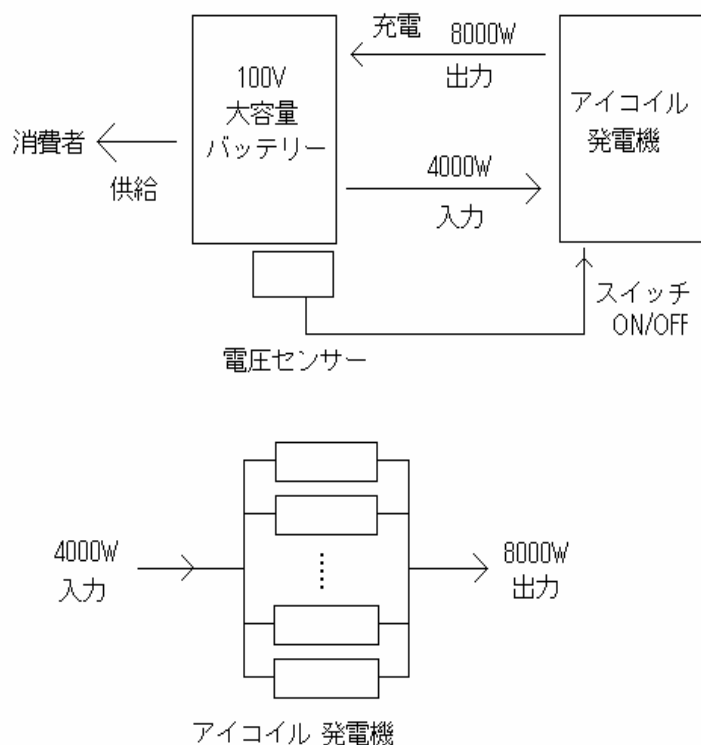 充電
8000W
出力
100V
大容量
バッテリー
アイコイル
発電機
消費者
供給
4000W
入力
スイッチ
ON/OFF
電圧センサー
4000W
入力
8000W
出力
アイコイル 発電機